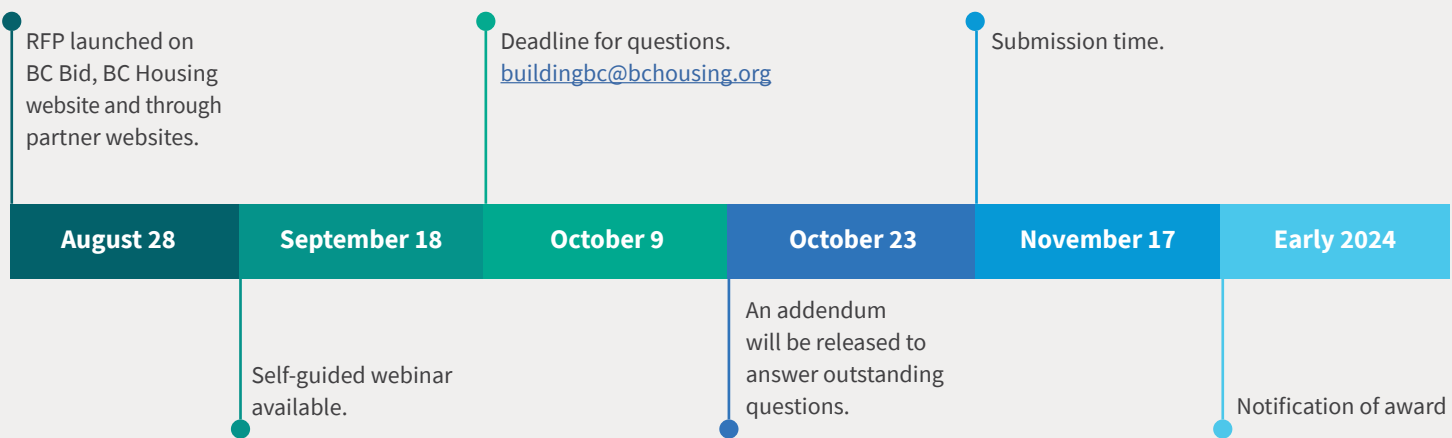 RFP launched on
BC Bid, BC Housing
website and through
partner websites.
Deadline for questions.
buildingbc@bchousing.org
Submission time.
August 28
September 18
October 9
October 23
November 17
Early 2024
Self-guided webinar
available.
An addendum
will be released to
answer outstanding
questions.
Notification of award